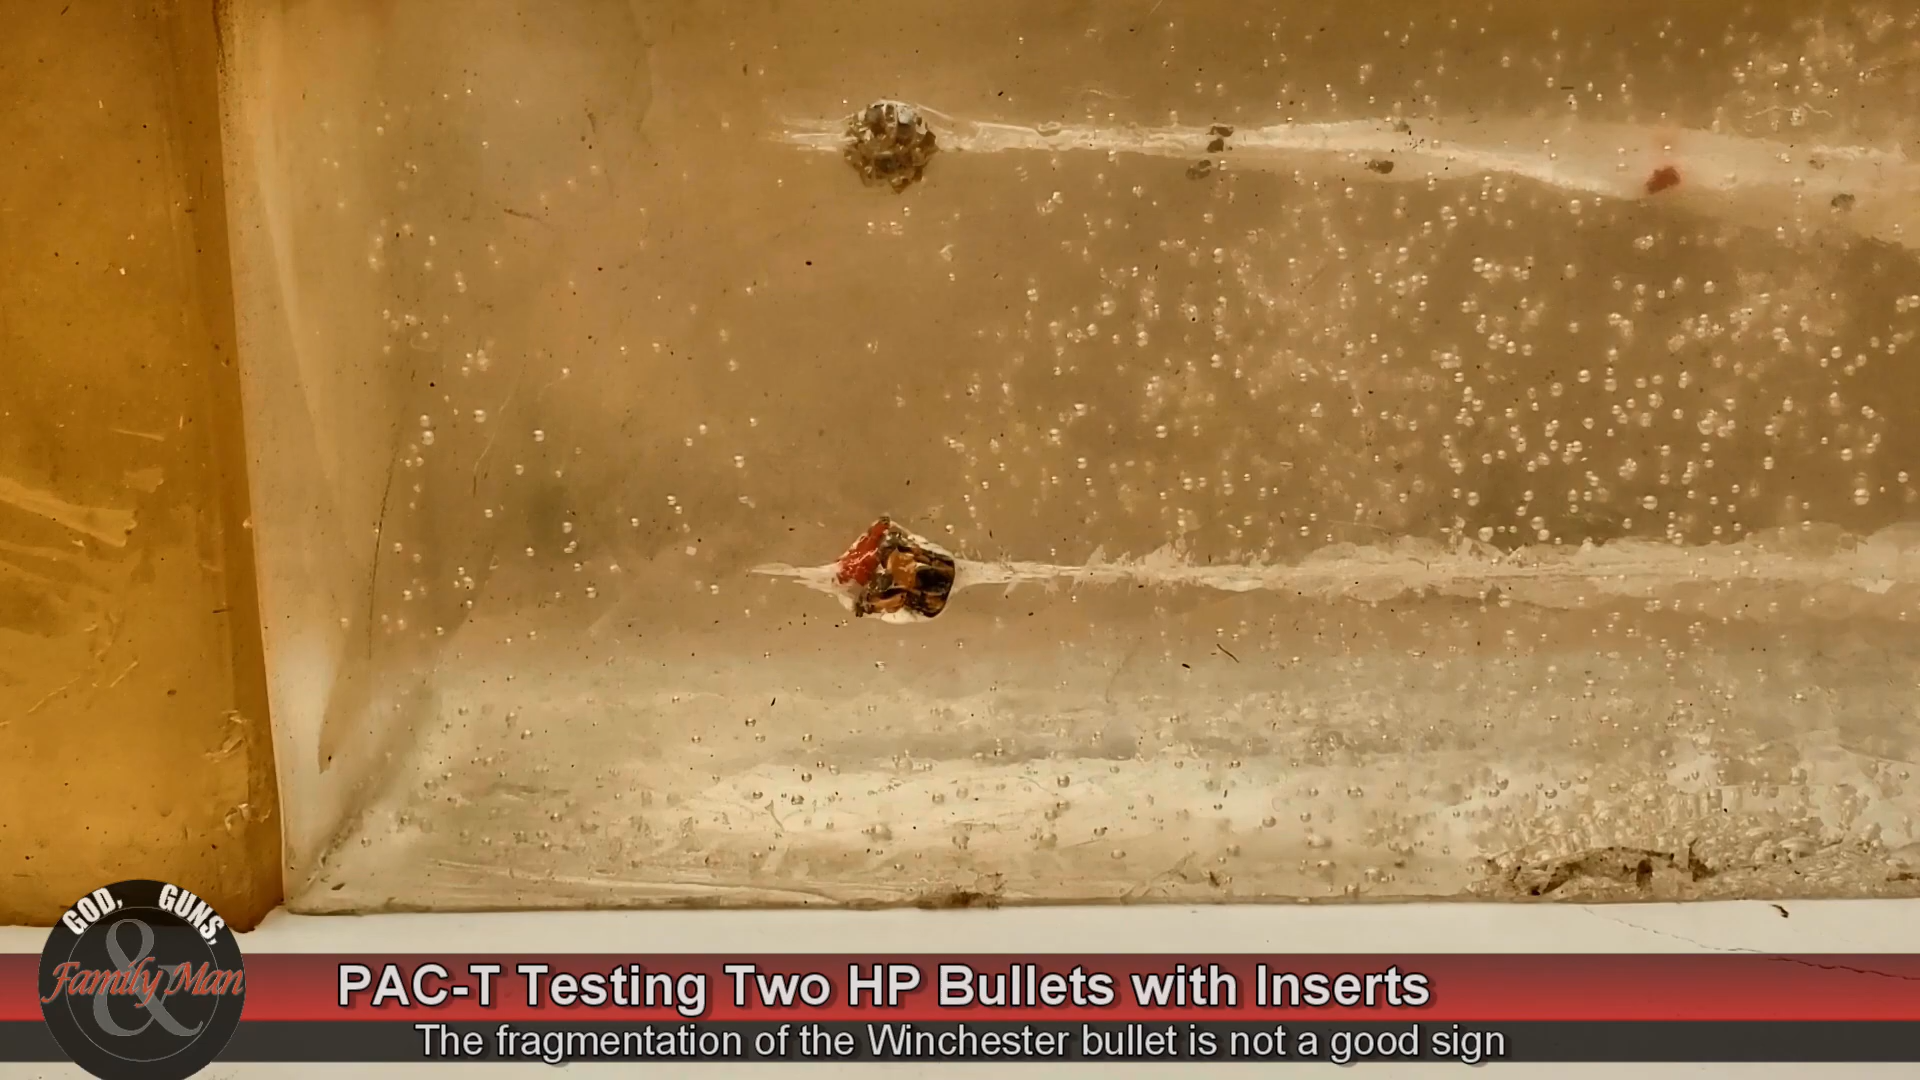 GOD, GUNS,
&
Family Man
PAC-T Testing Two HP Bullets with Inserts
The fragmentation of the Winchester bullet is not a good sign